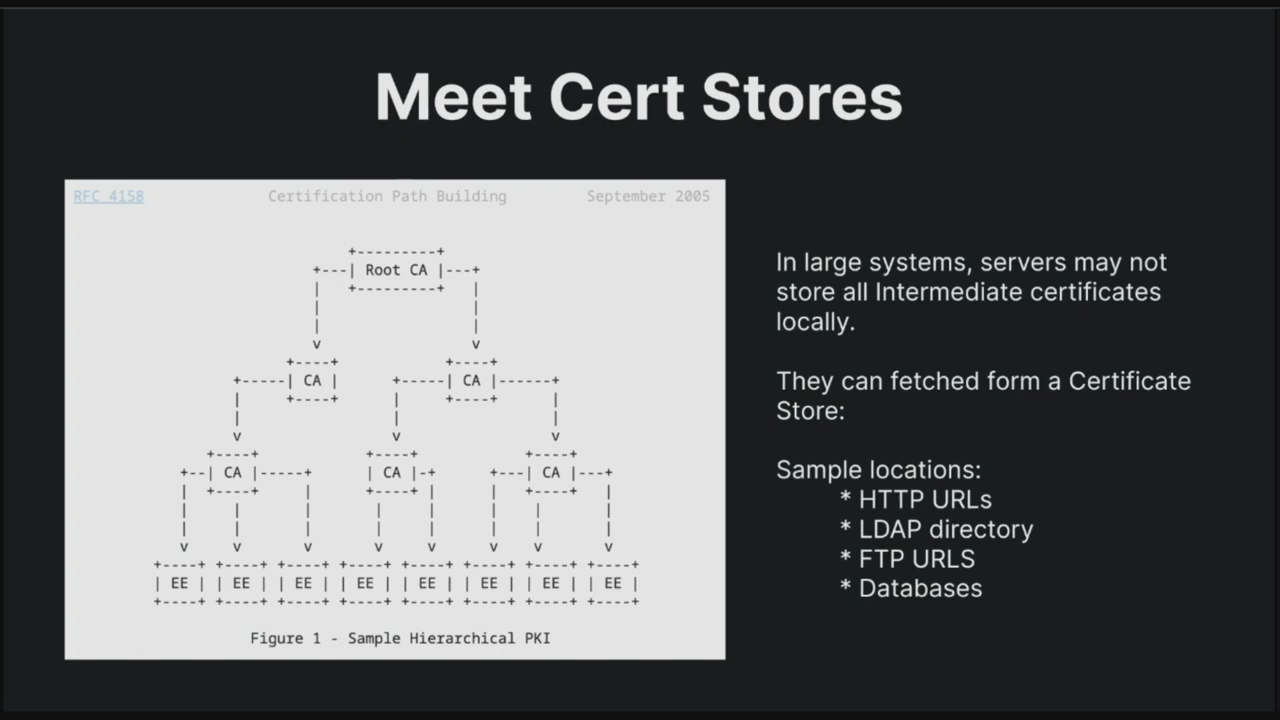 Meet Cert Stores
RFC 4158 Certification Path Building September 2005
+---------+
+---| Root CA |---+
| +---------+ |
| |
| |
v v
+----+ +----+
+-----| CA | +-----| CA |------+
| +----+ | +----+ |
| | |
v v v
+----+ +----+ +----+
+--| CA |-----+ | CA |-+ +---| CA |---+
| +----+ | +----+ | | +----+ |
| | | | | | | |
| | | | | | | |
v v v v v v v v
+----+ +----+ +----+ +----+ +----+ +----+ +----+ +----+
| EE | | EE | | EE | | EE | | EE | | EE | | EE | | EE |
+----+ +----+ +----+ +----+ +----+ +----+ +----+ +----+
Figure 1 - Sample Hierarchical PKI
In large systems, servers may not
store all Intermediate certificates
locally.
They can fetched form a Certificate
Store:
Sample locations:
* HTTP URLs
* LDAP directory
* FTP URLS
* Databases